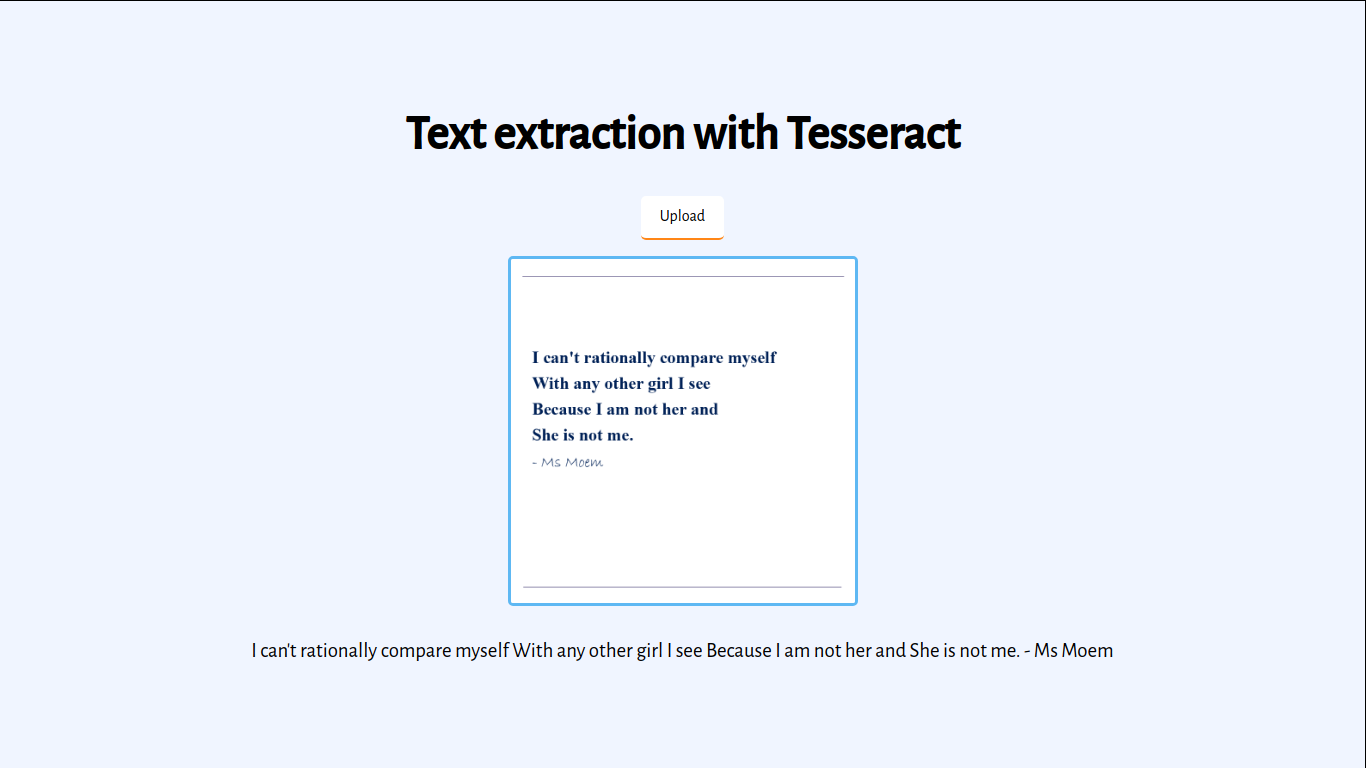 Text extraction with Tesseract
Upload
I can't rationally compare myself
With any other girl I see
Because I am not her and
She is not me.
- Ms Moem
I can't rationally compare myself With any other girl I see Because I am not her and She is not me. - Ms Moem